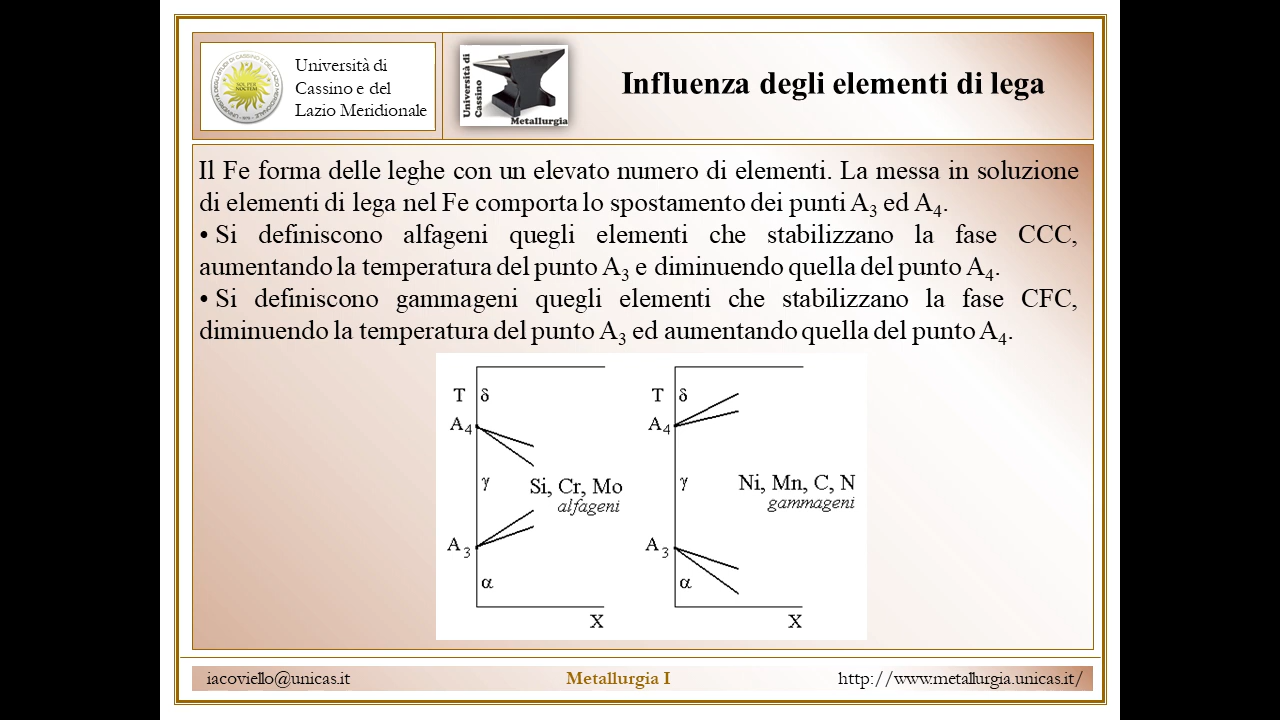 Università di
Cassino e del
Lazio Meridionale
Università di
Cassino
Metallurgia
Influenza degli elementi di lega
Il Fe forma delle leghe con un elevato numero di elementi. La messa in soluzione
di elementi di lega nel Fe comporta lo spostamento dei punti A3 ed A4.
• Si definiscono alfageni quegli elementi che stabilizzano la fase CCC,
aumentando la temperatura del punto A3 e diminuendo quella del punto A4.
• Si definiscono gammageni quegli elementi che stabilizzano la fase CFC,
diminuendo la temperatura del punto A3 ed aumentando quella del punto A4.
T δ
A4
γ
Si, Cr, Mo
alfageni
A3
α
X
T δ
A4
γ
Ni, Mn, C, N
gammageni
A3
α
X
iacoviello@unicas.it
Metallurgia I
http://www.metallurgia.unicas.it/